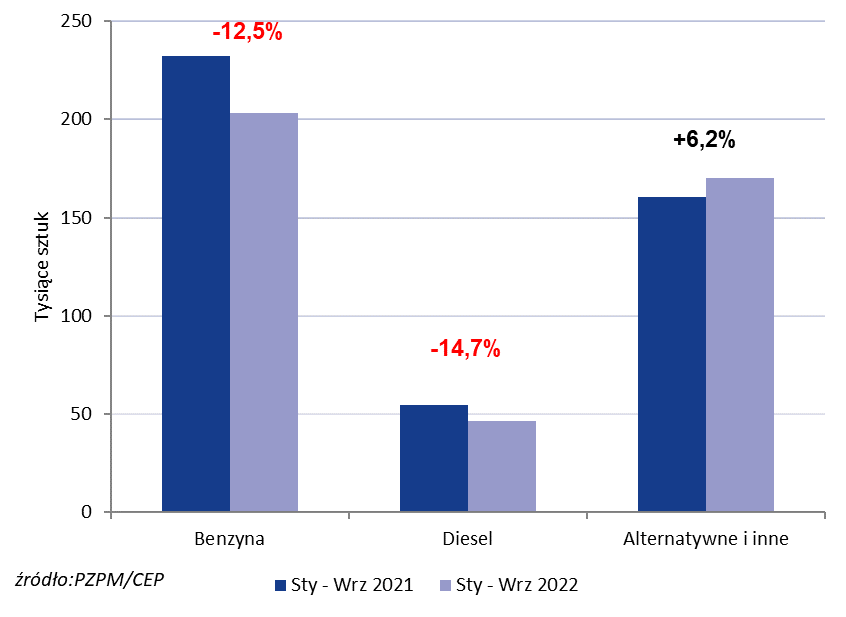 250
-12,5%
200
+6,2%
150
Tysiące sztuk
100
-14,7%
50
0
Benzyna Diesel Alternatywne i inne
źródło:PZPM/CEP
Sty - Wrz 2021 Sty - Wrz 2022